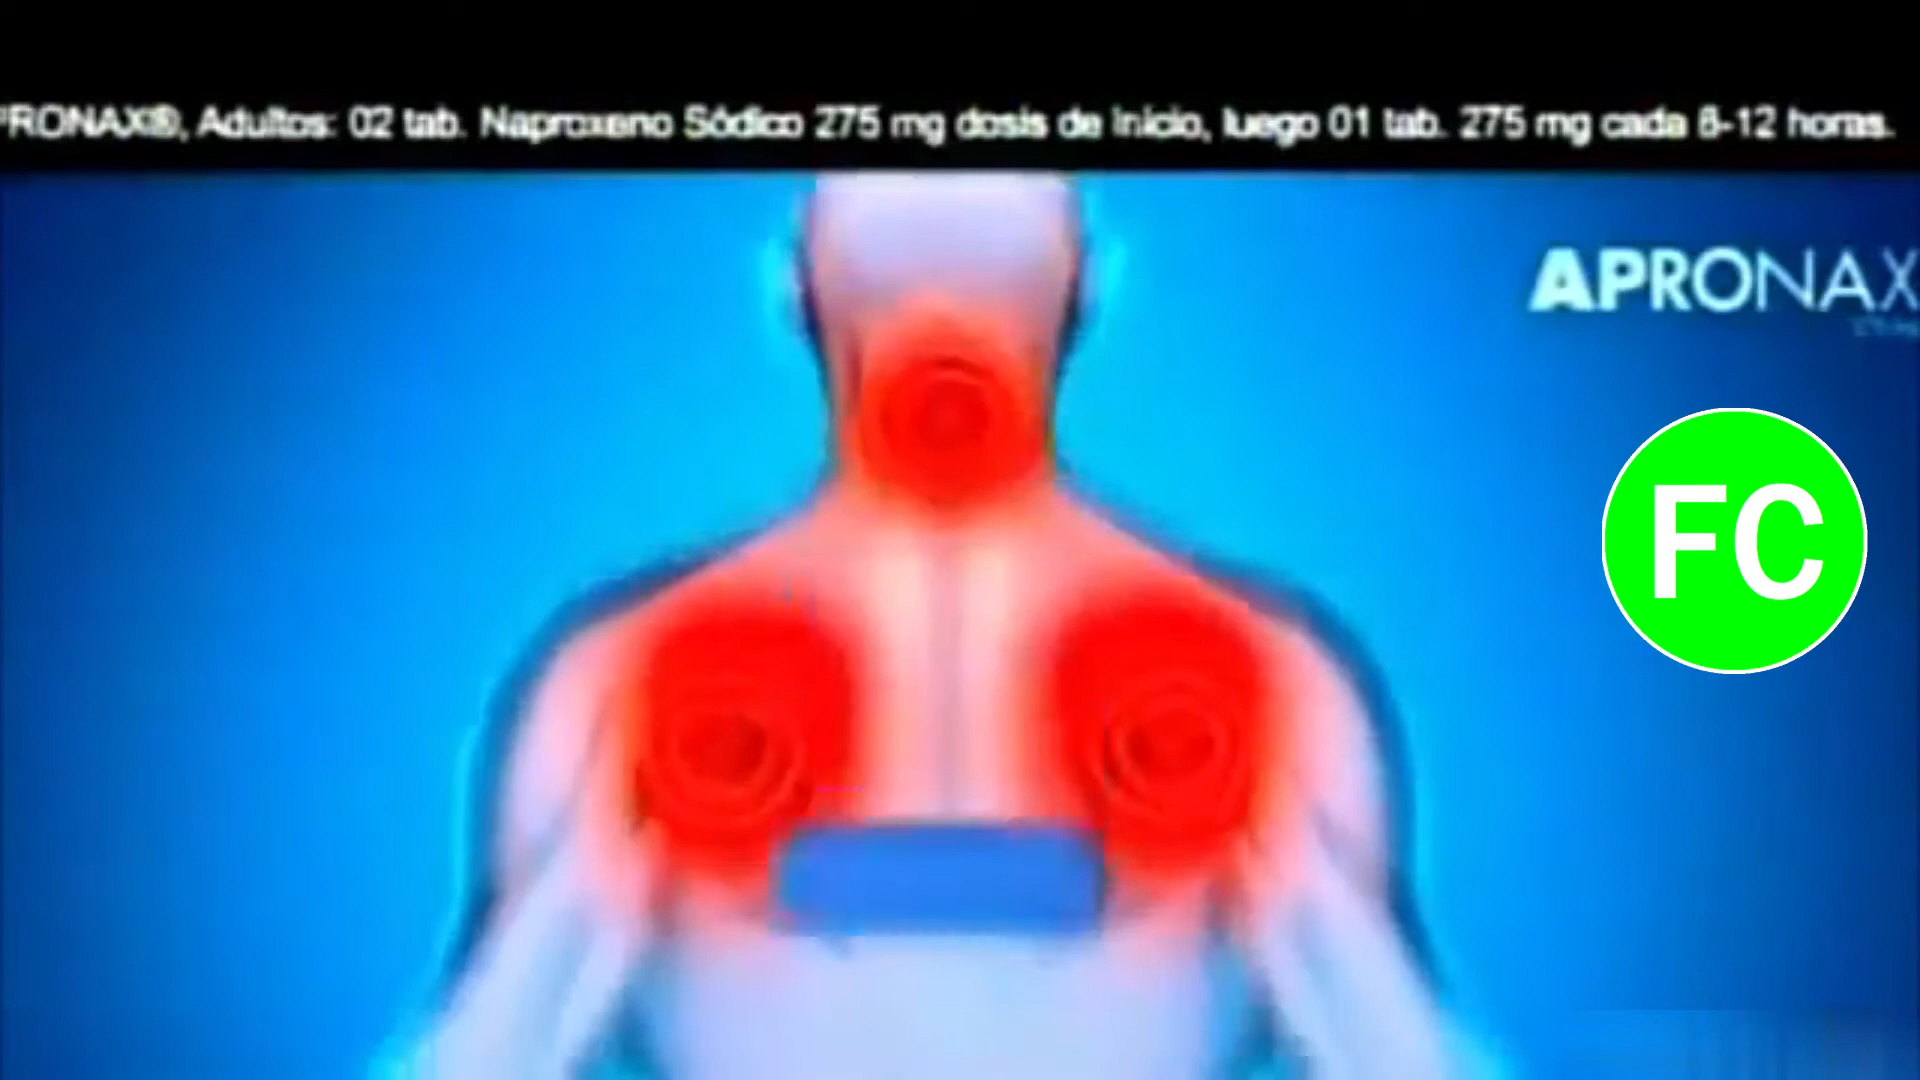 PRONAX®, Adultos: 02 tab. Naproxeno Sódico 275 mg dosis de Inicio, luego 01 tab. 275 mg cada 8-12 horas.
APRONAX
FC